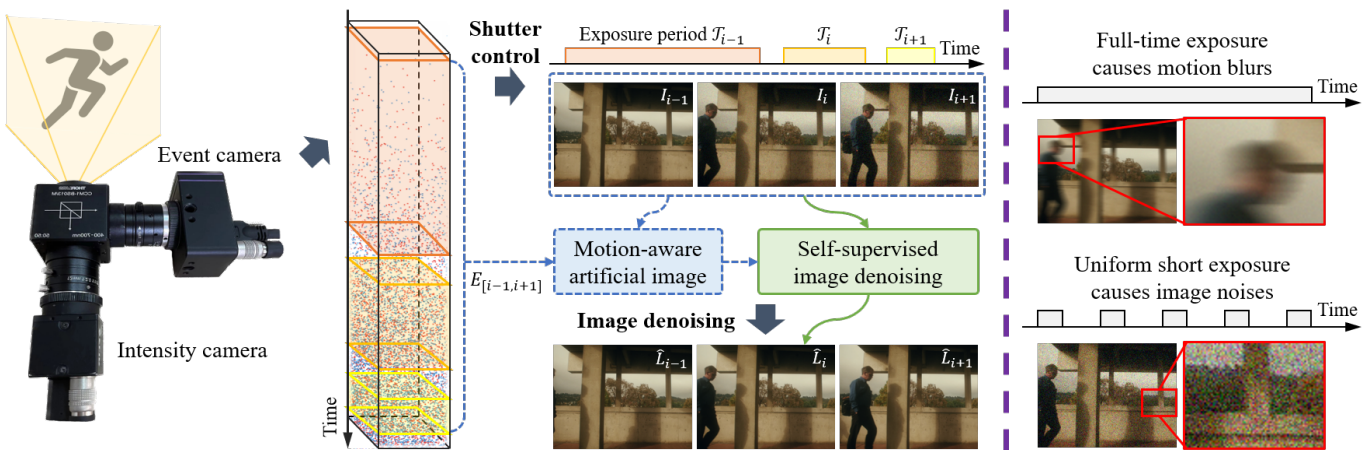 Event camera
Intensity camera
Time
E[i−1,i+1]
Shutter
control
Exposure period 𝒯i−1
𝒯i
𝒯i+1
Time
Ii−1
Ii
Ii+1
Motion-aware
artificial image
Self-supervised
image denoising
Image denoising
L̂i−1
L̂i
L̂i+1
Full-time exposure
causes motion blurs
Time
Uniform short exposure
causes image noises
Time